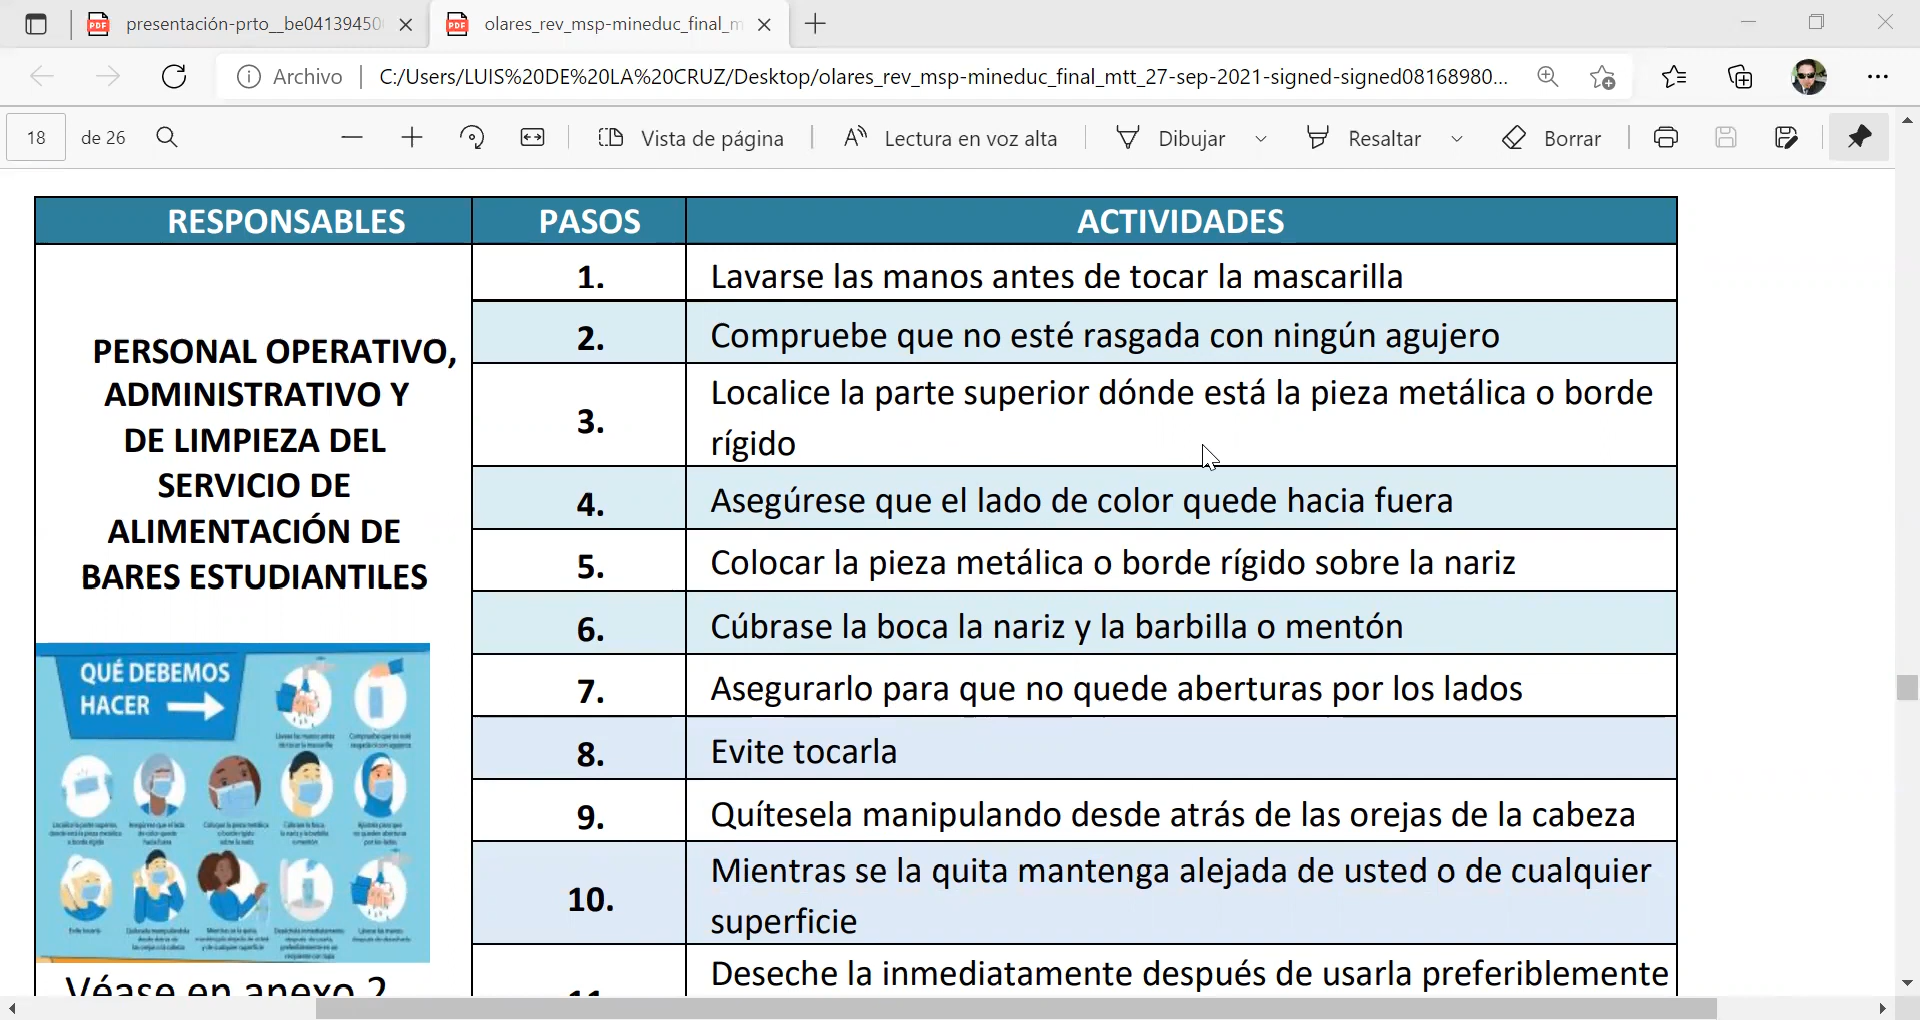 presentación-prto__be04139450
olares_rev_msp-mineduc_final_m
Archivo
C:/Users/LUIS%20DE%20LA%20CRUZ/Desktop/olares_rev_msp-mineduc_final_mtt_27-sep-2021-signed-signed08168980...
18 de 26
Vista de página
Lectura en voz alta
Dibujar
Resaltar
Borrar
RESPONSABLES PASOS ACTIVIDADES
PERSONAL OPERATIVO,
ADMINISTRATIVO Y
DE LIMPIEZA DEL
SERVICIO DE
ALIMENTACIÓN DE
BARES ESTUDIANTILES
QUÉ DEBEMOS
HACER
Véase en anexo 2
1. Lavarse las manos antes de tocar la mascarilla
2. Compruebe que no esté rasgada con ningún agujero
3. Localice la parte superior dónde está la pieza metálica o borde
rígido
4. Asegúrese que el lado de color quede hacia fuera
5. Colocar la pieza metálica o borde rígido sobre la nariz
6. Cúbrase la boca la nariz y la barbilla o mentón
7. Asegurarlo para que no quede aberturas por los lados
8. Evite tocarla
9. Quítesela manipulando desde atrás de las orejas de la cabeza
10. Mientras se la quita mantenga alejada de usted o de cualquier
superficie
11. Deseche la inmediatamente después de usarla preferiblemente